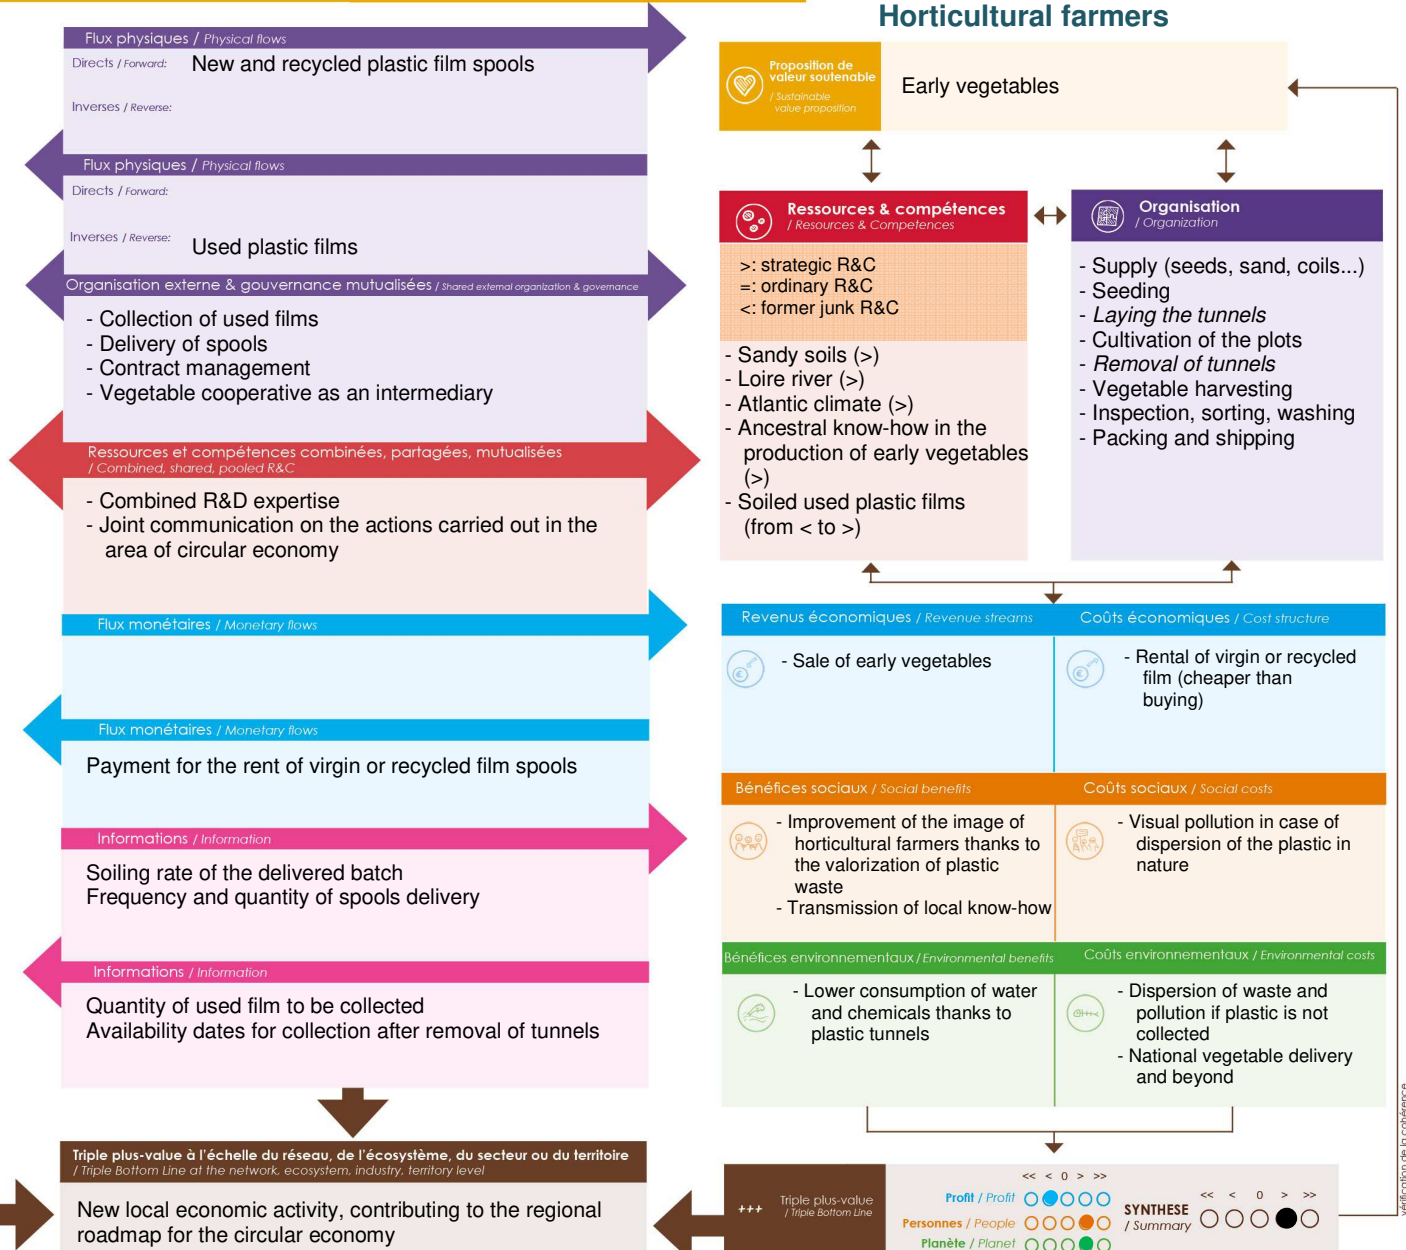 Flux physiques / Physical flows
Directs / Forward: New and recycled plastic film spools
Inverses / Reverse:
Flux physiques / Physical flows
Directs / Forward:
Inverses / Reverse: Used plastic films
Organisation externe & gouvernance mutualisées / Shared external organization & governance
- Collection of used films
- Delivery of spools
- Contract management
- Vegetable cooperative as an intermediary
Ressources et compétences combinées, partagées, mutualisées
/ Combined, shared, pooled R&C
- Combined R&D expertise
- Joint communication on the actions carried out in the
area of circular economy
Flux monétaires / Monetary flows
Flux monétaires / Monetary flows
Payment for the rent of virgin or recycled film spools
Informations / Information
Soiling rate of the delivered batch
Frequency and quantity of spools delivery
Informations / Information
Quantity of used film to be collected
Availability dates for collection after removal of tunnels
Triple plus-value à l'échelle du réseau, de l'écosystème, du secteur ou du territoire
/ Triple Bottom Line at the network, ecosystem, industry, territory level
New local economic activity, contributing to the regional
roadmap for the circular economy
Horticultural farmers
Proposition de
valeur soutenable
/ Sustainable
value proposition
Early vegetables
Ressources & compétences
/ Resources & Competences
>: strategic R&C
=: ordinary R&C
<: former junk R&C
- Sandy soils (>)
- Loire river (>)
- Atlantic climate (>)
- Ancestral know-how in the
production of early vegetables
(>)
- Soiled used plastic films
(from < to >)
Organisation
/ Organization
- Supply (seeds, sand, coils...)
- Seeding
- Laying the tunnels
- Cultivation of the plots
- Removal of tunnels
- Vegetable harvesting
- Inspection, sorting, washing
- Packing and shipping
Revenus économiques / Revenue streams
- Sale of early vegetables
Coûts économiques / Cost structure
- Rental of virgin or recycled
film (cheaper than
buying)
Bénéfices sociaux / Social benefits
- Improvement of the image of
horticultural farmers thanks to
the valorization of plastic
waste
- Transmission of local know-how
Coûts sociaux / Social costs
- Visual pollution in case of
dispersion of the plastic in
nature
Bénéfices environnementaux / Environmental benefits
- Lower consumption of water
and chemicals thanks to
plastic tunnels
Coûts environnementaux / Environmental costs
- Dispersion of waste and
pollution if plastic is not
collected
- National vegetable delivery
and beyond
vérification de la cohérence
+++ Triple plus-value
/ Triple Bottom Line
<< < 0 > >>
Profit / Profit
Personnes / People
Planète / Planet
SYNTHESE
/ Summary
<< < 0 > >>